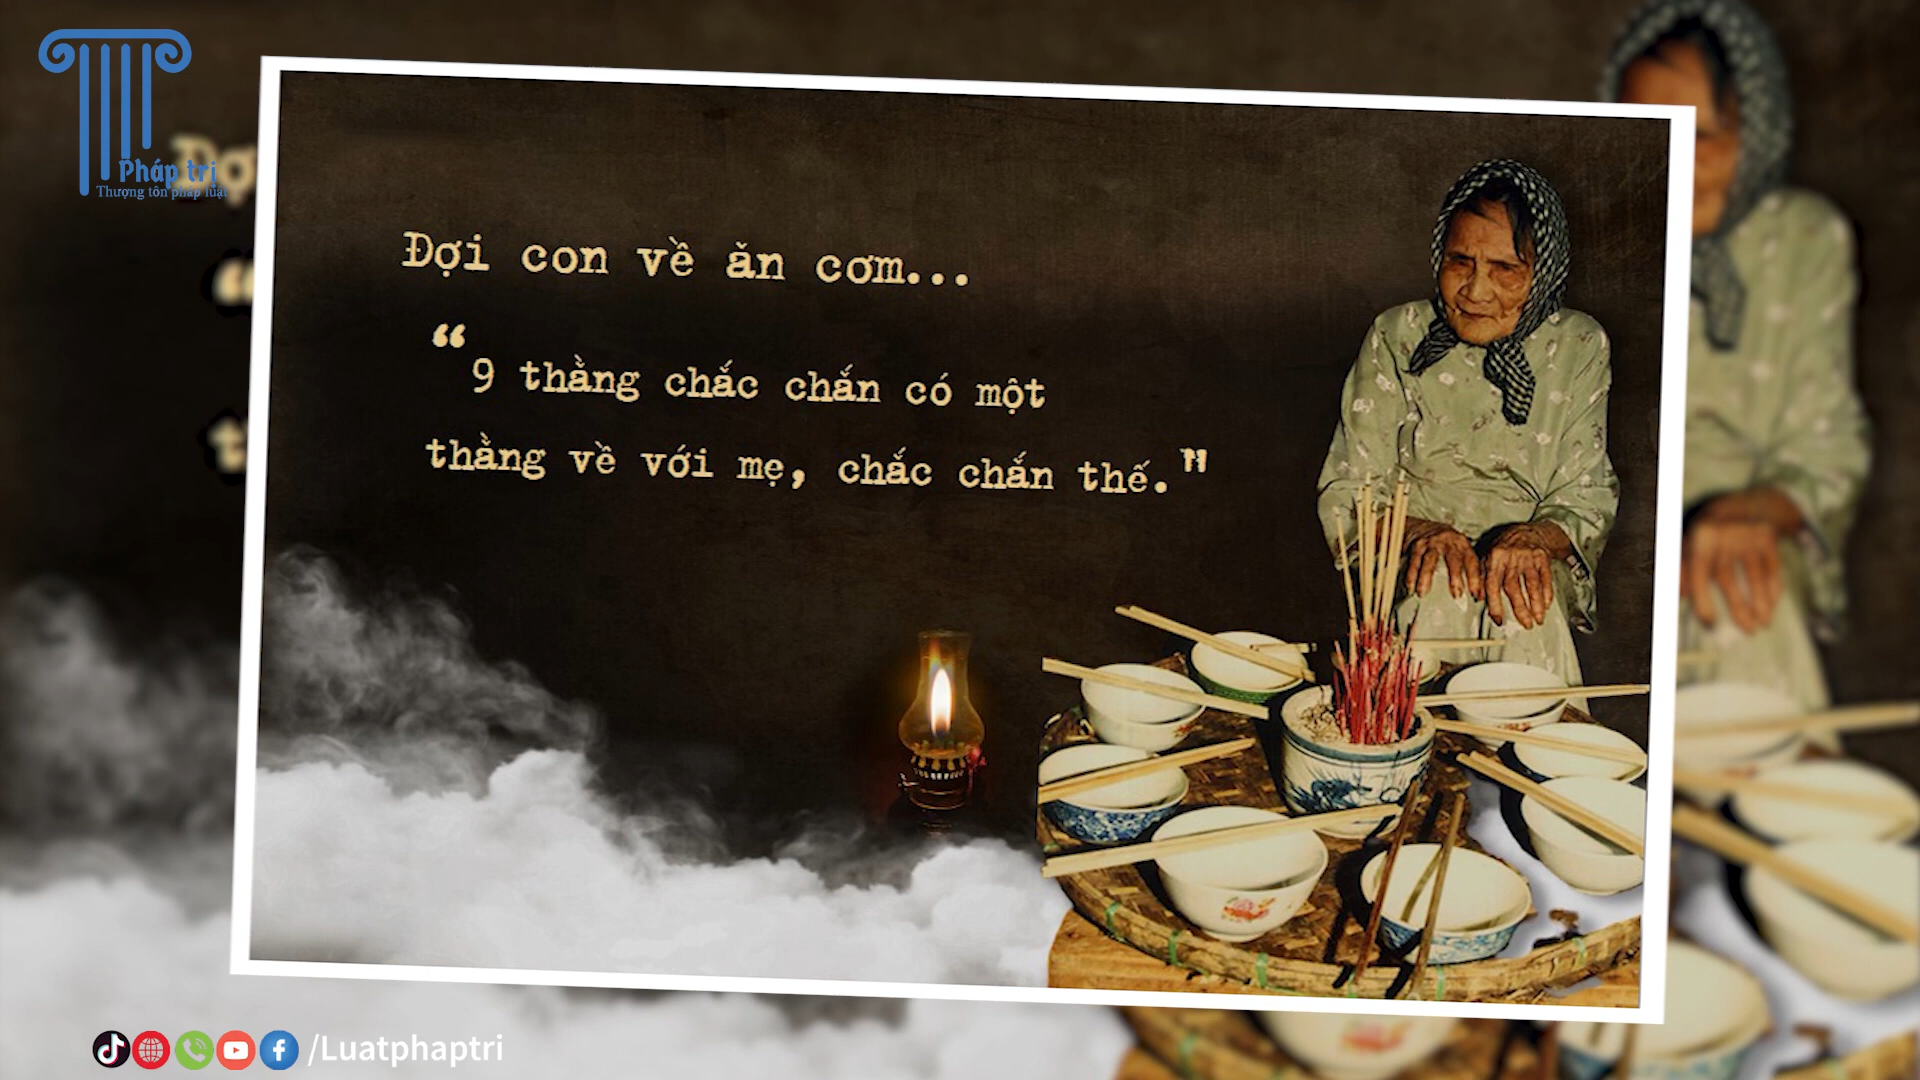 Pháp trị
Thượng tôn pháp luật
Đợi con về ăn cơm...
“9 thằng chắc chắn có một
thằng về với mẹ, chắc chắn thế."
/Luatphaptri